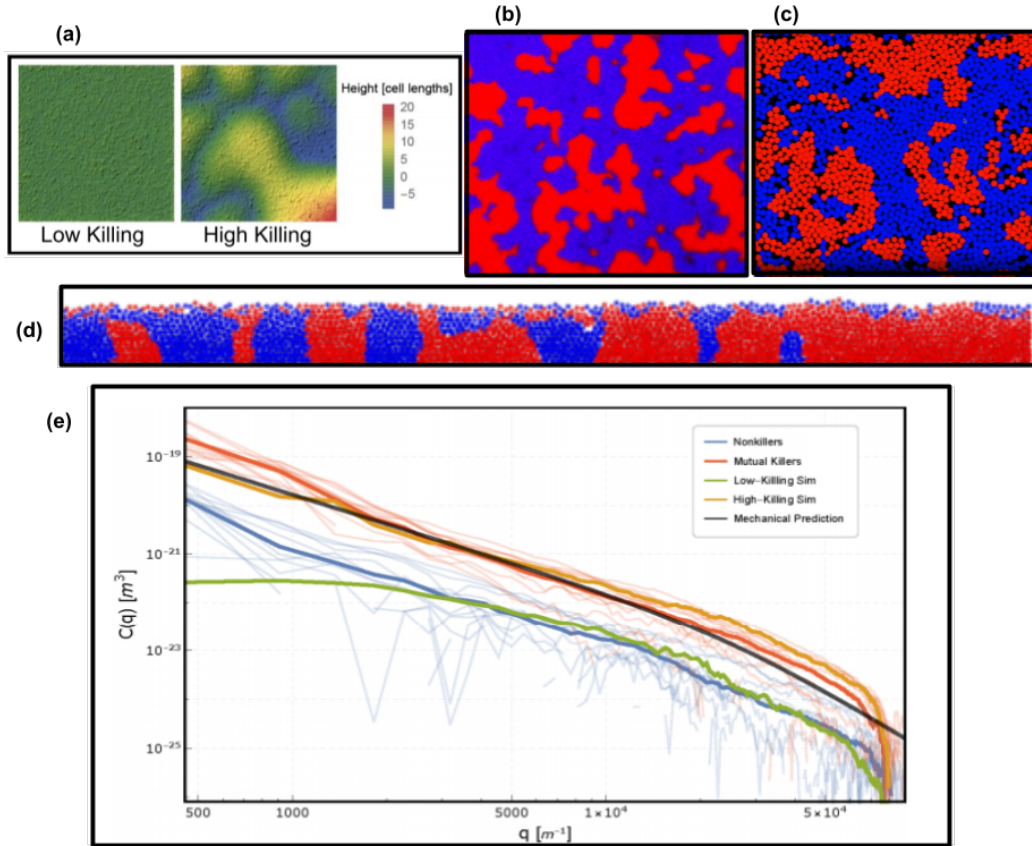 (a)
Height [cell lengths]
20
15
10
5
0
−5
Low Killing
High Killing
(b)
(c)
(d)
(e)
C(q) [m³]
10⁻¹⁹
10⁻²¹
10⁻²³
10⁻²⁵
Nonkillers
Mutual Killers
Low−Killling Sim
High−Killing Sim
Mechanical Prediction
500
1000
5000
1×10⁴
5×10⁴
q [m⁻¹]